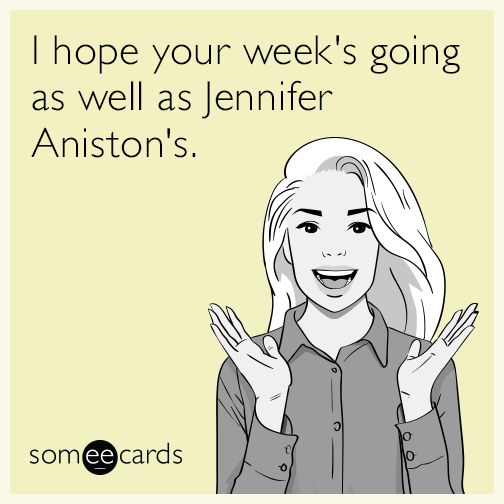 I hope your week's going
as well as Jennifer
Aniston's.
someecards